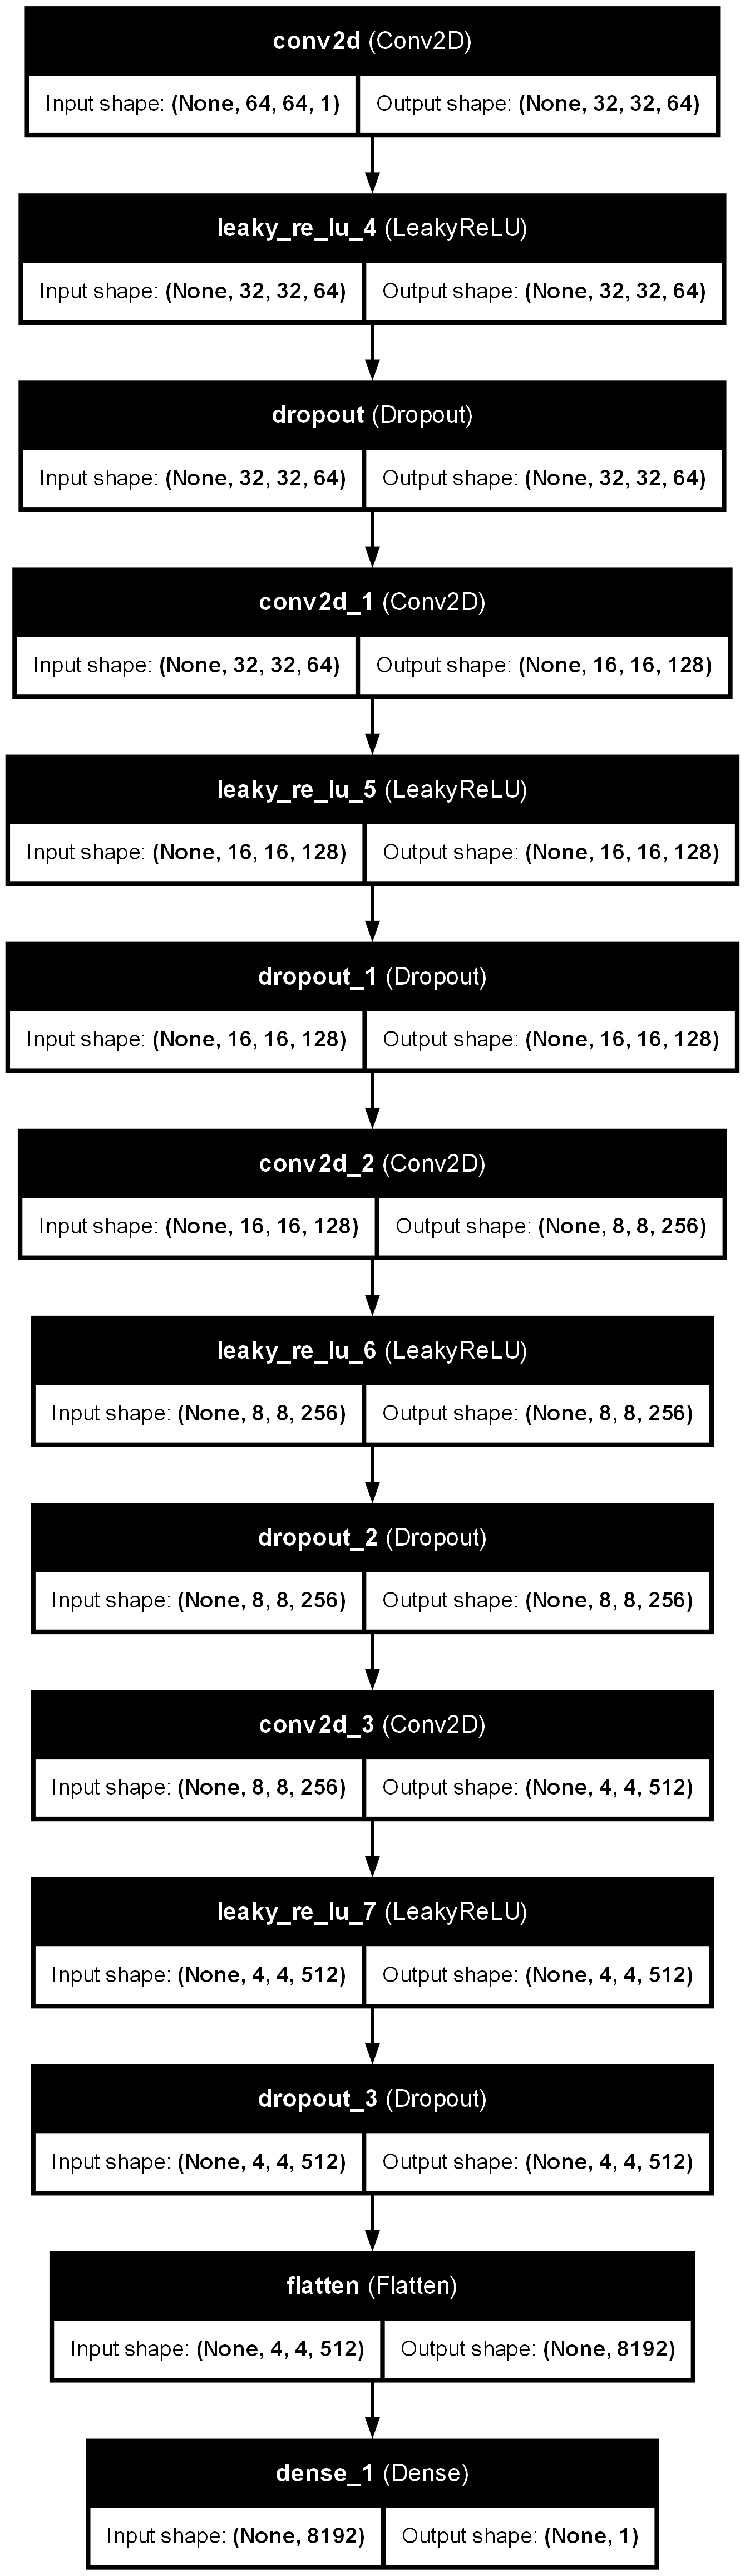 conv2d (Conv2D)
Input shape: (None, 64, 64, 1) Output shape: (None, 32, 32, 64)
leaky_re_lu_4 (LeakyReLU)
Input shape: (None, 32, 32, 64) Output shape: (None, 32, 32, 64)
dropout (Dropout)
Input shape: (None, 32, 32, 64) Output shape: (None, 32, 32, 64)
conv2d_1 (Conv2D)
Input shape: (None, 32, 32, 64) Output shape: (None, 16, 16, 128)
leaky_re_lu_5 (LeakyReLU)
Input shape: (None, 16, 16, 128) Output shape: (None, 16, 16, 128)
dropout_1 (Dropout)
Input shape: (None, 16, 16, 128) Output shape: (None, 16, 16, 128)
conv2d_2 (Conv2D)
Input shape: (None, 16, 16, 128) Output shape: (None, 8, 8, 256)
leaky_re_lu_6 (LeakyReLU)
Input shape: (None, 8, 8, 256) Output shape: (None, 8, 8, 256)
dropout_2 (Dropout)
Input shape: (None, 8, 8, 256) Output shape: (None, 8, 8, 256)
conv2d_3 (Conv2D)
Input shape: (None, 8, 8, 256) Output shape: (None, 4, 4, 512)
leaky_re_lu_7 (LeakyReLU)
Input shape: (None, 4, 4, 512) Output shape: (None, 4, 4, 512)
dropout_3 (Dropout)
Input shape: (None, 4, 4, 512) Output shape: (None, 4, 4, 512)
flatten (Flatten)
Input shape: (None, 4, 4, 512) Output shape: (None, 8192)
dense_1 (Dense)
Input shape: (None, 8192) Output shape: (None, 1)